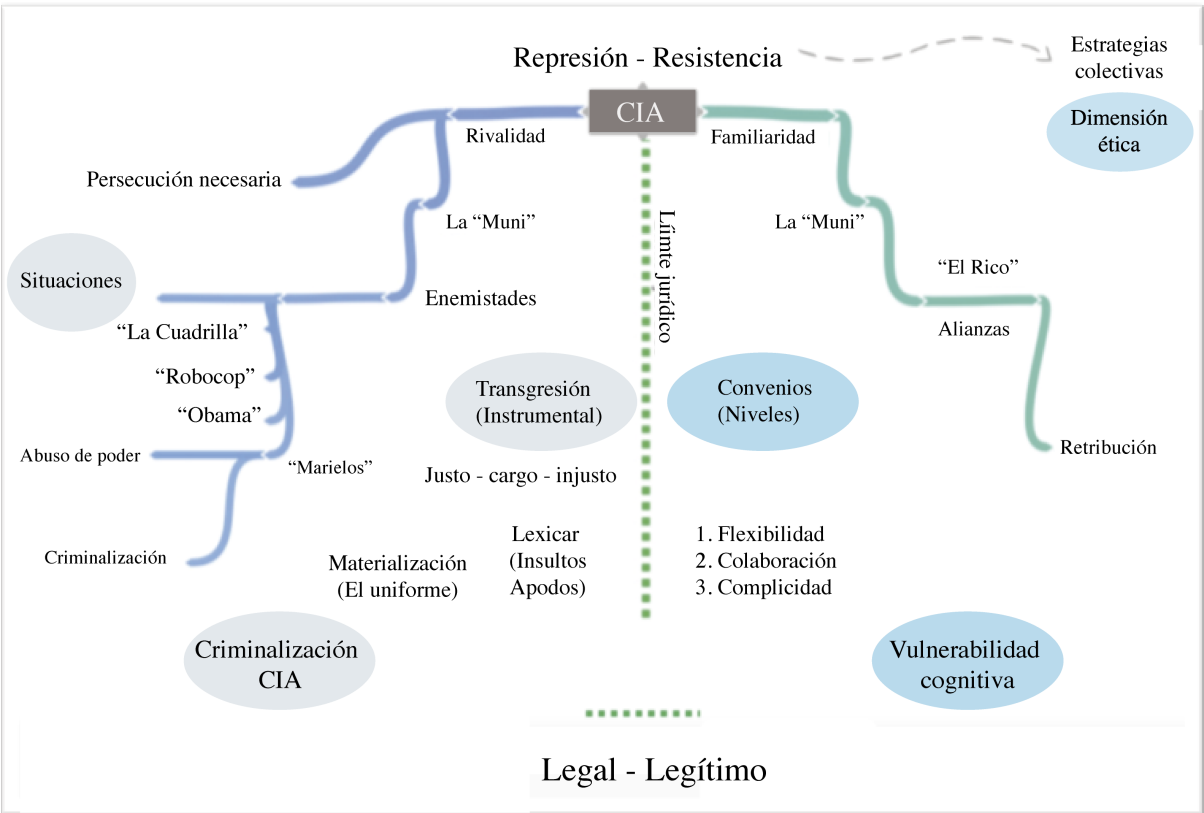 Represión - Resistencia
Estrategias
colectivas
CIA
Dimensión
ética
Rivalidad
Familiaridad
Persecución necesaria
La “Muni”
La “Muni”
Líimte jurídico
Situaciones
“El Rico”
Enemistades
Alianzas
“La Cuadrilla”
“Robocop”
“Obama”
Transgresión
(Instrumental)
Convenios
(Niveles)
Abuso de poder
“Marielos”
Retribución
Justo - cargo - injusto
Criminalización
Materialización
(El uniforme)
Lexicar
(Insultos
Apodos)
1. Flexibilidad
2. Colaboración
3. Complicidad
Criminalización
CIA
Vulnerabilidad
cognitiva
Legal - Legítimo